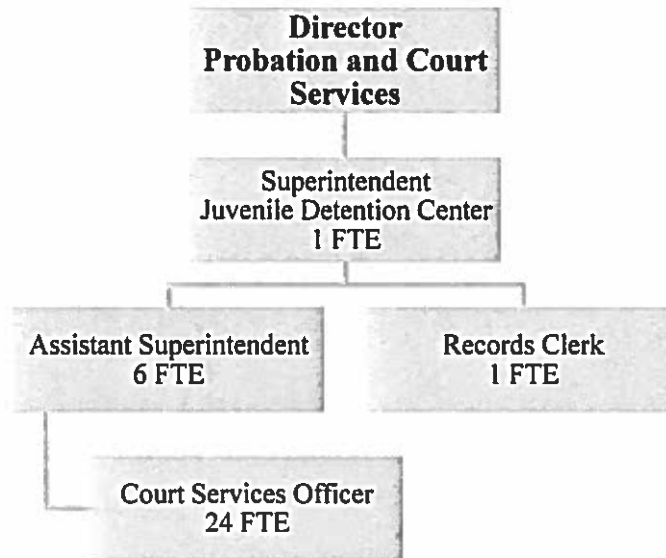 Director
Probation and Court
Services
Superintendent
Juvenile Detention Center
1 FTE
Assistant Superintendent
6 FTE
Records Clerk
1 FTE
Court Services Officer
24 FTE